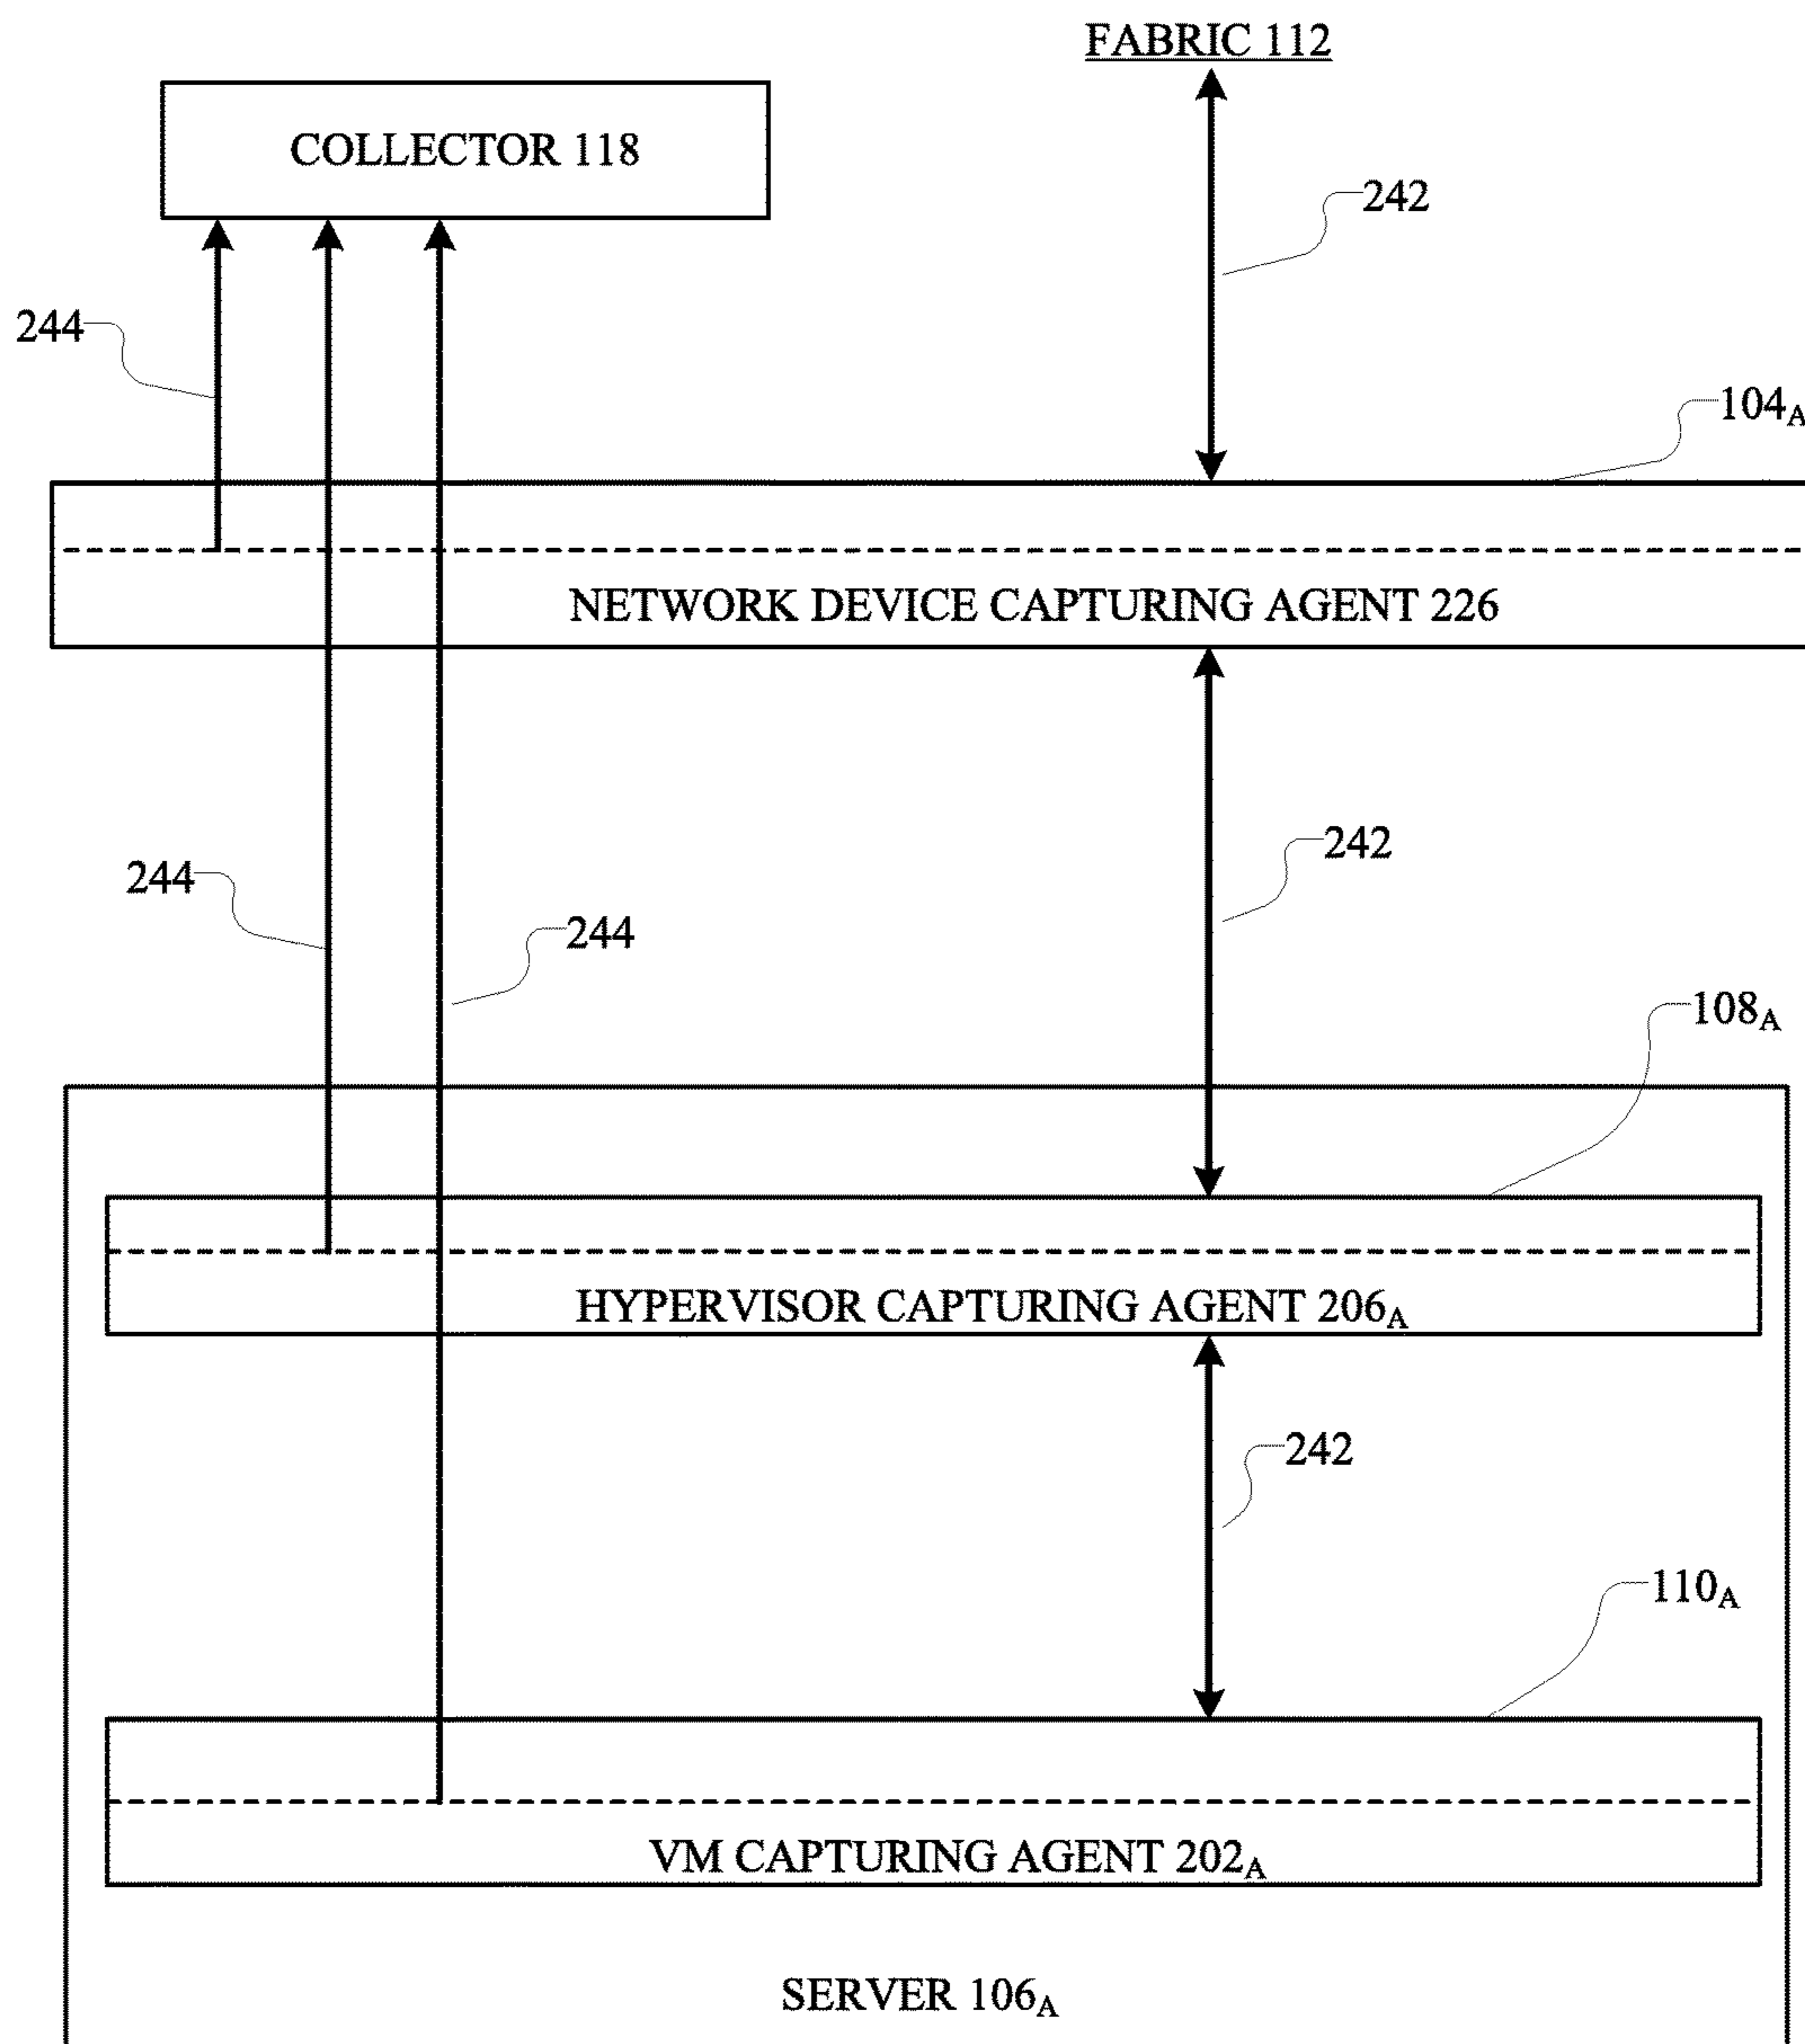 FABRIC 112
COLLECTOR 118
242
244
104A
NETWORK DEVICE CAPTURING AGENT 226
242
244
244
108A
HYPERVISOR CAPTURING AGENT 206A
242
110A
VM CAPTURING AGENT 202A
SERVER 106A